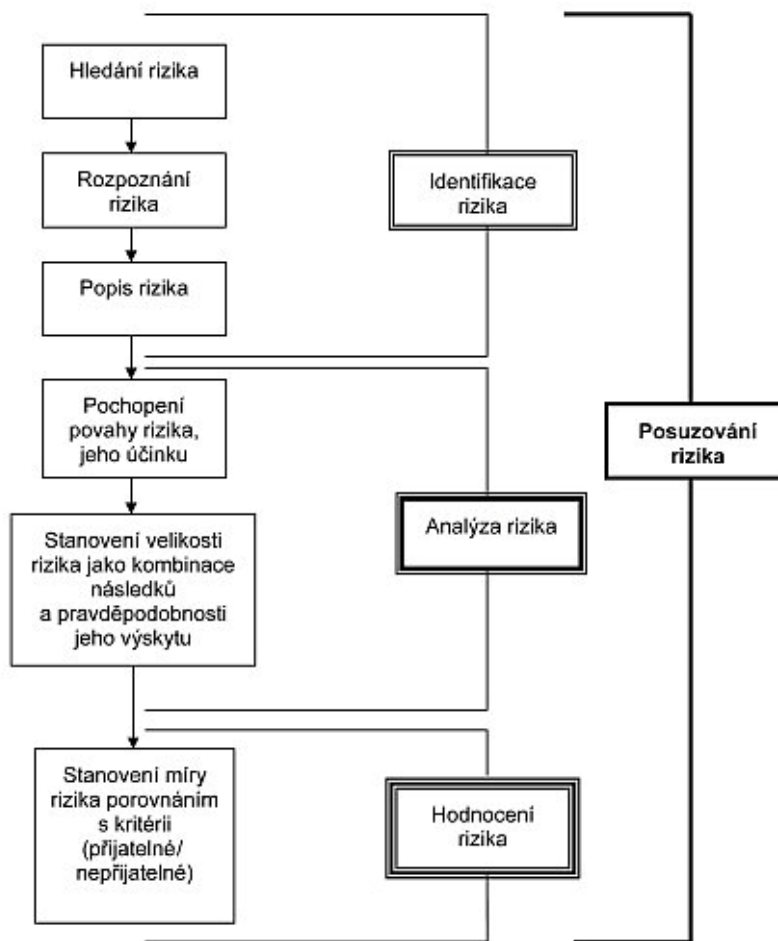 Hledání rizika
Rozpoznání
rizika
Popis rizika
Pochopení
povahy rizika,
jeho účinku
Stanovení velikosti
rizika jako kombinace
následků
a pravděpodobnosti
jeho výskytu
Stanovení míry
rizika porovnáním
s kritérii
(přijatelné/
nepřijatelné)
Identifikace
rizika
Analýza rizika
Hodnocení
rizika
Posuzování
rizika